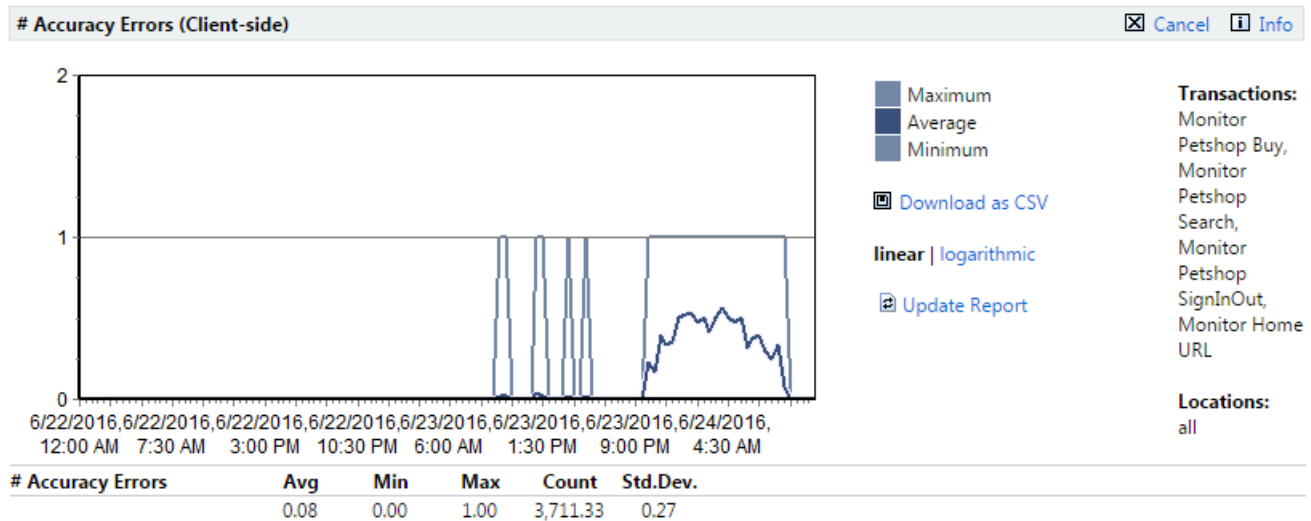 # Accuracy Errors (Client-side)
Cancel
Info
2
1
0
6/22/2016,6/22/2016,6/22/2016,6/22/2016,6/23/2016,6/23/2016,6/23/2016,6/24/2016,
12:00 AM 7:30 AM 3:00 PM 10:30 PM 6:00 AM 1:30 PM 9:00 PM 4:30 AM
Maximum
Average
Minimum
Download as CSV
linear | logarithmic
Update Report
Transactions:
Monitor
Petshop Buy,
Monitor
Petshop
Search,
Monitor
Petshop
SignInOut,
Monitor Home
URL
Locations:
all
# Accuracy Errors Avg Min Max Count Std.Dev.
0.08 0.00 1.00 3,711.33 0.27